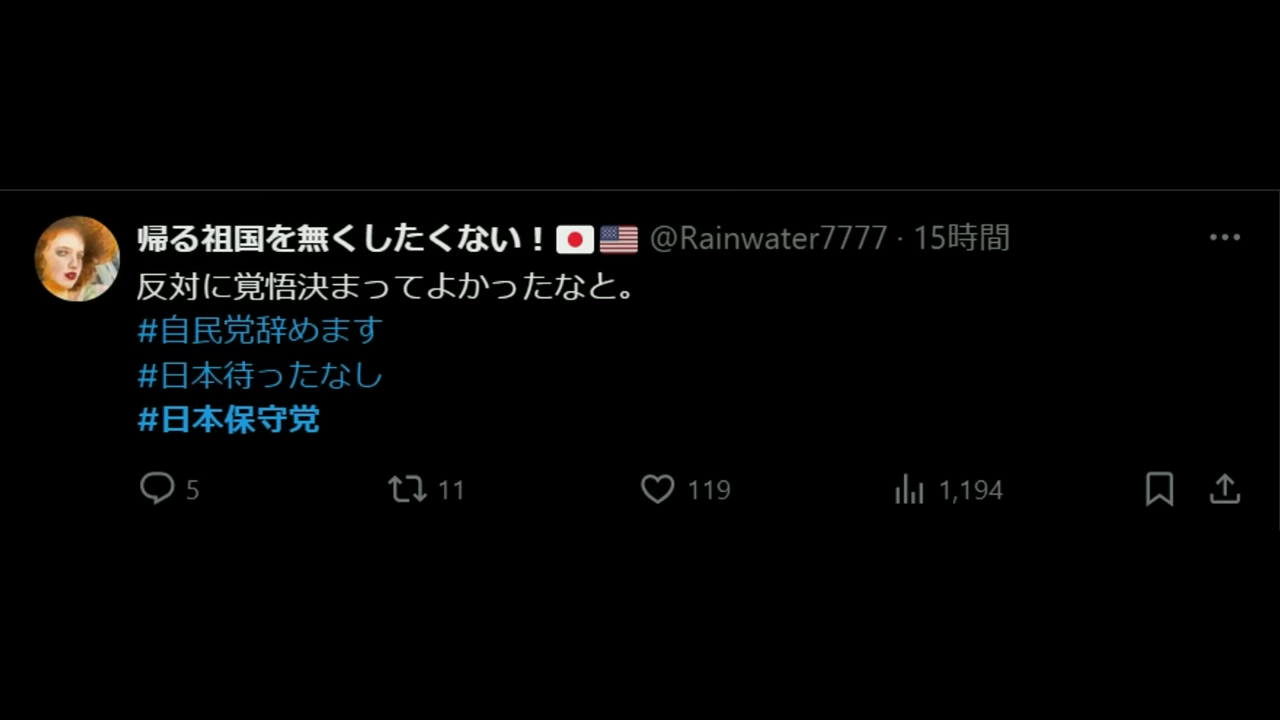 帰る祖国を無くしたくない！🇯🇵🇺🇸 @Rainwater7777 · 15時間
反対に覚悟決まってよかったなと。
#自民党辞めます
#日本待ったなし
#日本保守党
5 11 119 1,194